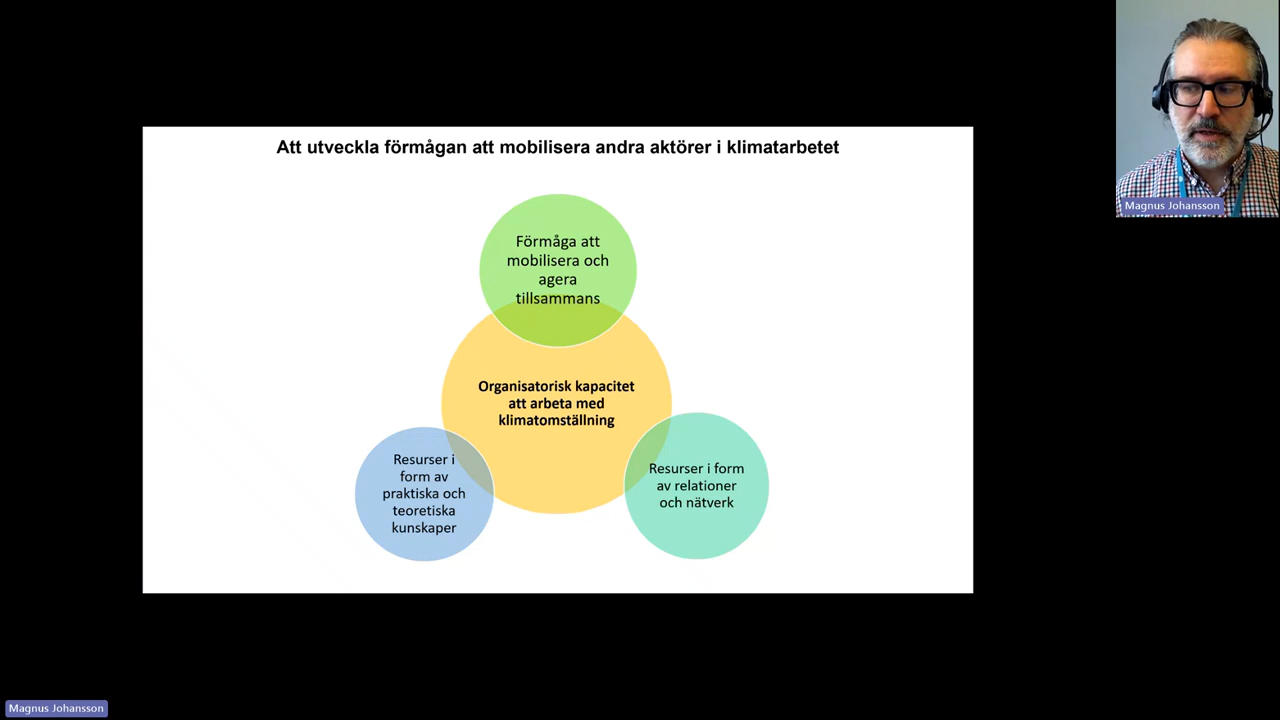 Att utveckla förmågan att mobilisera andra aktörer i klimatarbetet
Förmåga att
mobilisera och
agera
tillsammans
Organisatorisk kapacitet
att arbeta med
klimatomställning
Resurser i
form av
praktiska och
teoretiska
kunskaper
Resurser i form
av relationer
och nätverk
Magnus Johansson
Magnus Johansson